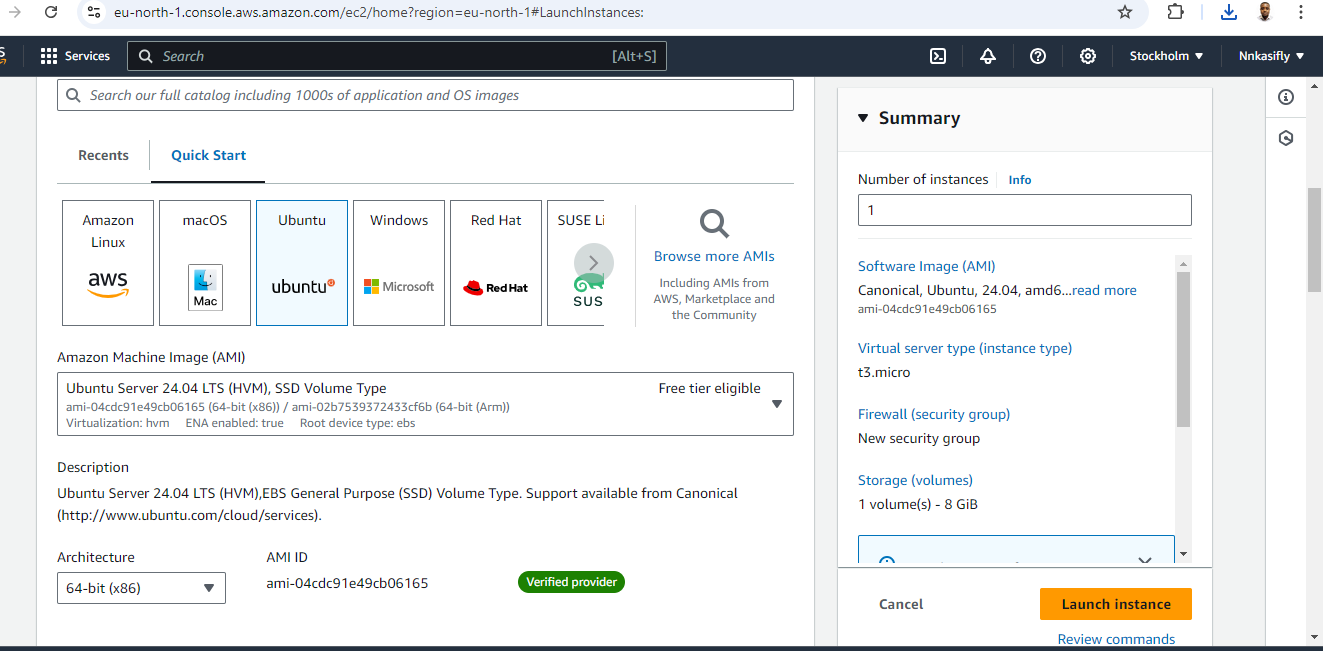 eu-north-1.console.aws.amazon.com/ec2/home?region=eu-north-1#LaunchInstances:
Services
Search
[Alt+S]
Stockholm
Nnkasifly
Search our full catalog including 1000s of application and OS images
Recents
Quick Start
Amazon
Linux
aws
macOS
Mac
Ubuntu
ubuntu
Windows
Microsoft
Red Hat
Red Hat
SUSE Li
SUS
Browse more AMIs
Including AMIs from
AWS, Marketplace and
the Community
Amazon Machine Image (AMI)
Ubuntu Server 24.04 LTS (HVM), SSD Volume Type
Free tier eligible
ami-04cdc91e49cb06165 (64-bit (x86)) / ami-02b7539372433cf6b (64-bit (Arm))
Virtualization: hvm ENA enabled: true Root device type: ebs
Description
Ubuntu Server 24.04 LTS (HVM),EBS General Purpose (SSD) Volume Type. Support available from Canonical
(http://www.ubuntu.com/cloud/services).
Architecture
64-bit (x86)
AMI ID
ami-04cdc91e49cb06165
Verified provider
Summary
Number of instances
Info
1
Software Image (AMI)
Canonical, Ubuntu, 24.04, amd6...read more
ami-04cdc91e49cb06165
Virtual server type (instance type)
t3.micro
Firewall (security group)
New security group
Storage (volumes)
1 volume(s) - 8 GiB
Cancel
Launch instance
Review commands